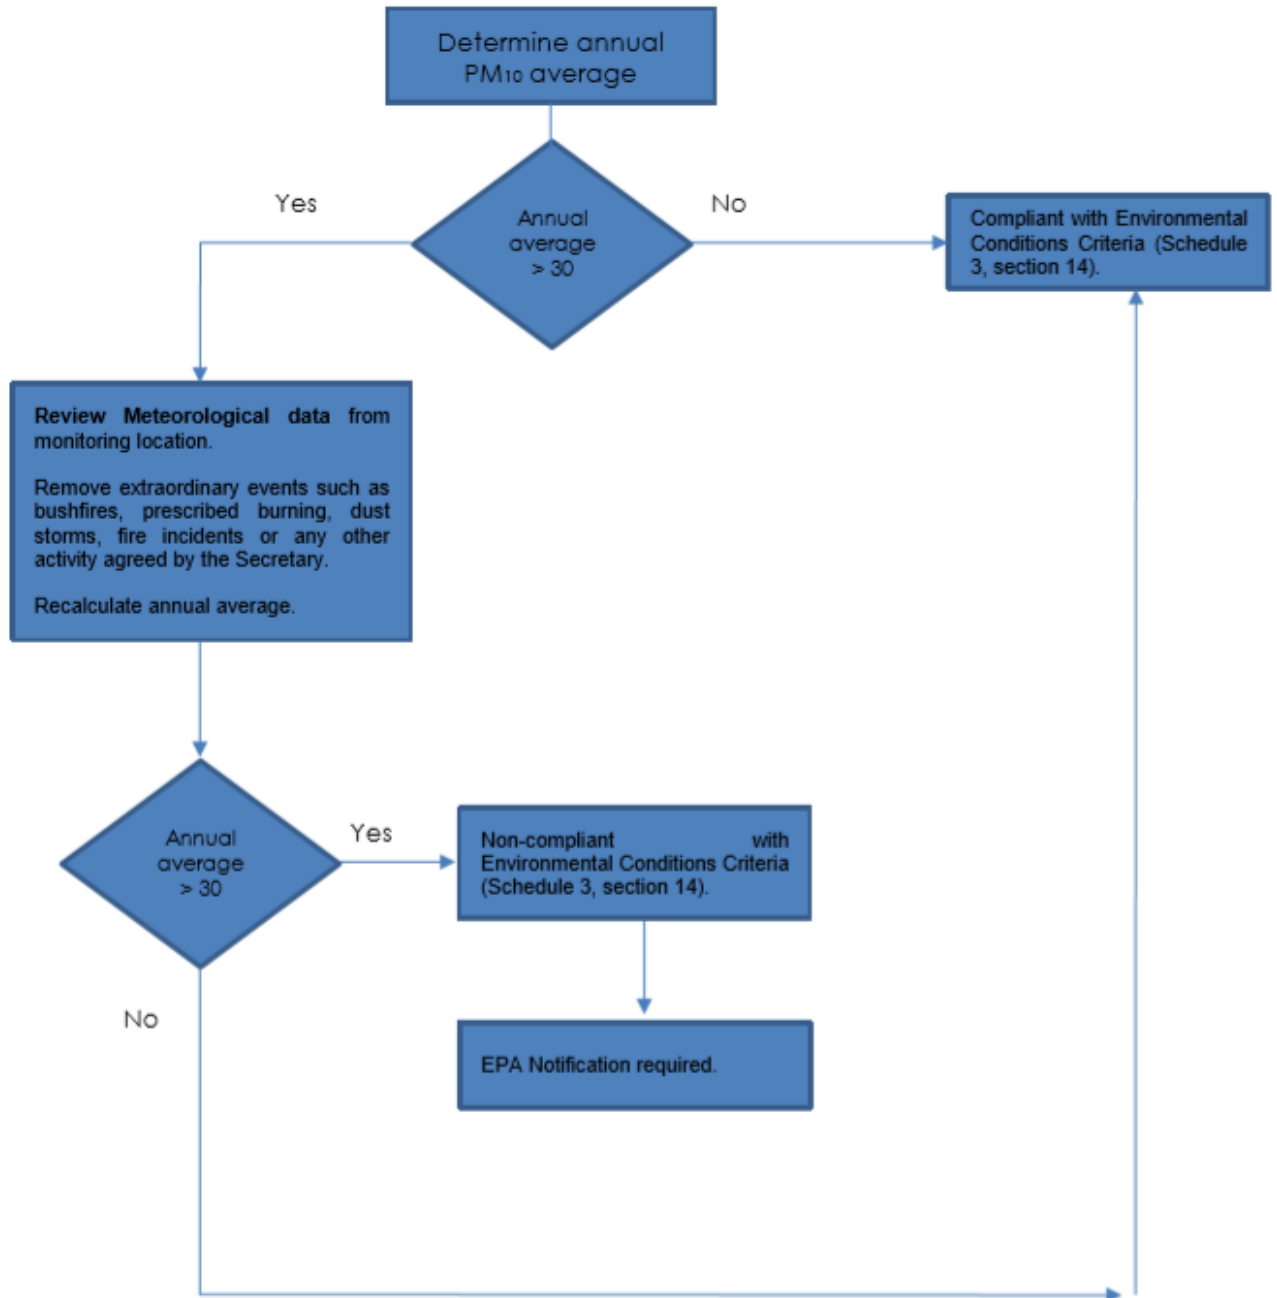 Determine annual
PM10 average
Yes
No
Annual
average
> 30
Compliant with Environmental
Conditions Criteria (Schedule
3, section 14).
Review Meteorological data from
monitoring location.
Remove extraordinary events such as
bushfires, prescribed burning, dust
storms, fire incidents or any other
activity agreed by the Secretary.
Recalculate annual average.
Annual
average
> 30
Yes
Non-compliant with
Environmental Conditions Criteria
(Schedule 3, section 14).
No
EPA Notification required.